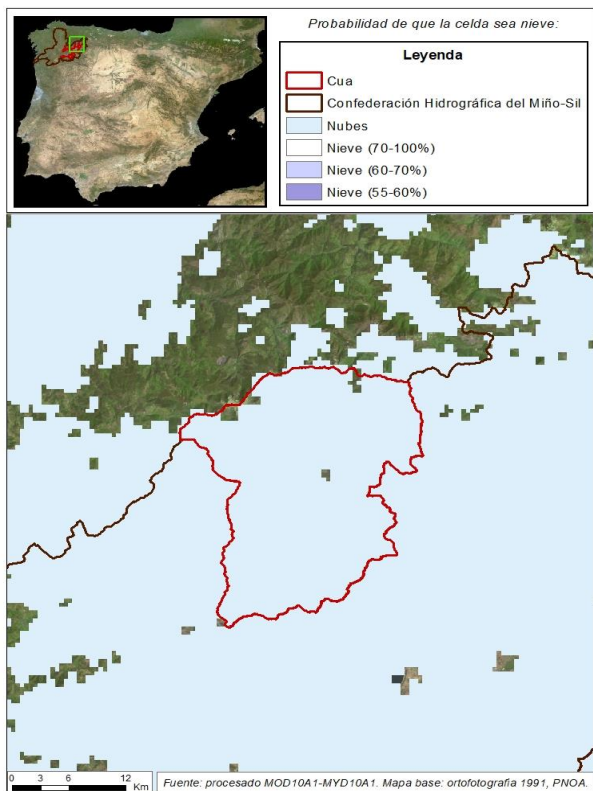 Probabilidad de que la celda sea nieve:
Leyenda
Cua
Confederación Hidrográfica del Miño-Sil
Nubes
Nieve (70-100%)
Nieve (60-70%)
Nieve (55-60%)
0 3 6 12
Km
Fuente: procesado MOD10A1-MYD10A1. Mapa base: ortofotografía 1991, PNOA.